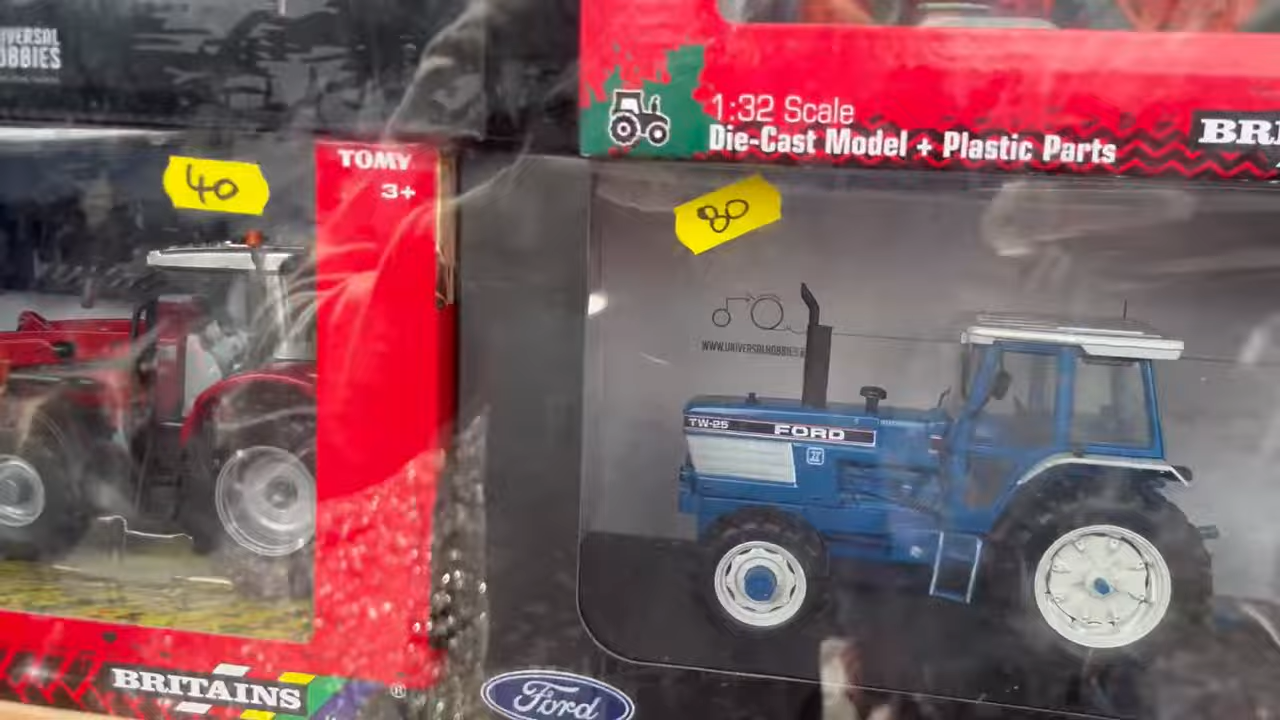 UNIVERSAL
HOBBIES
1:32 Scale
Die-Cast Model + Plastic Parts
TOMY
3+
40
80
WWW.UNIVERSALHOBBIES
TW-25
FORD
II
BRITAINS
®
Ford